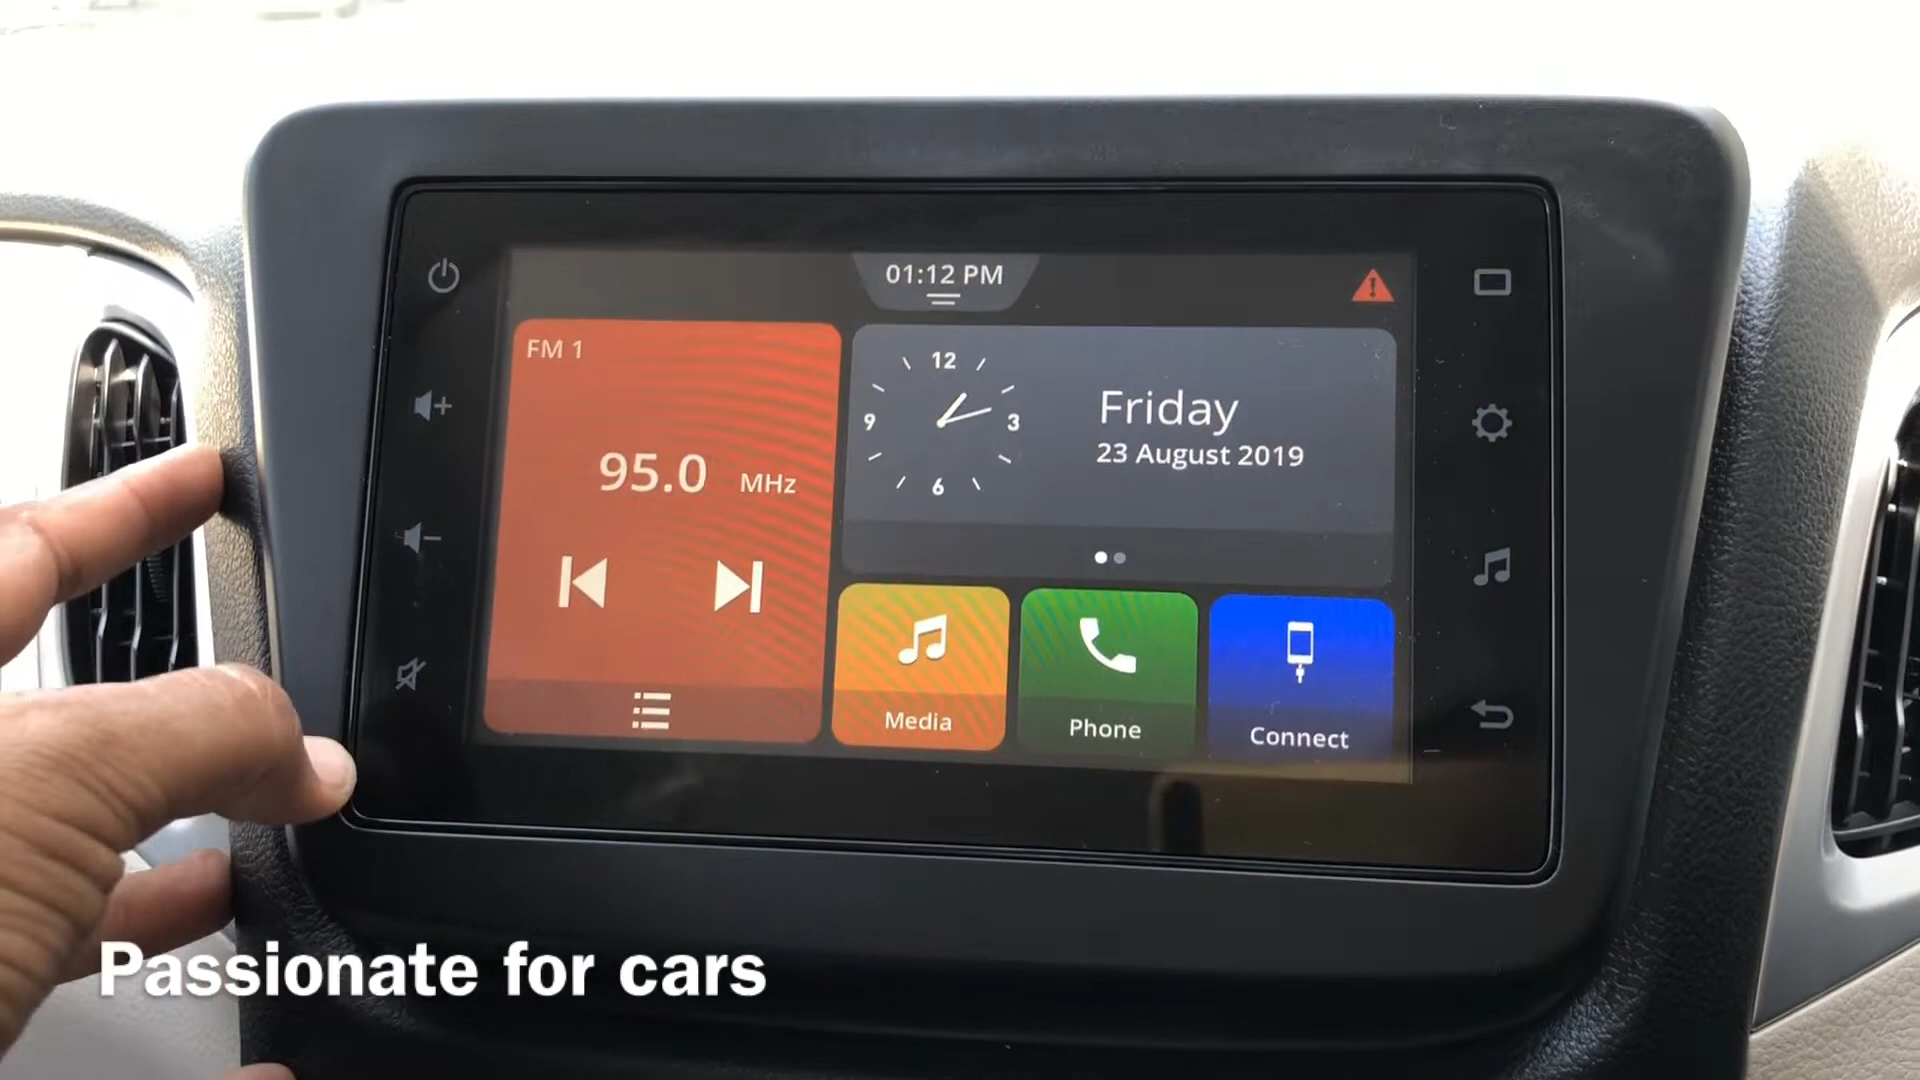 01:12 PM
FM 1
95.0 MHz
12
9
3
6
Friday
23 August 2019
Media
Phone
Connect
Passionate for cars